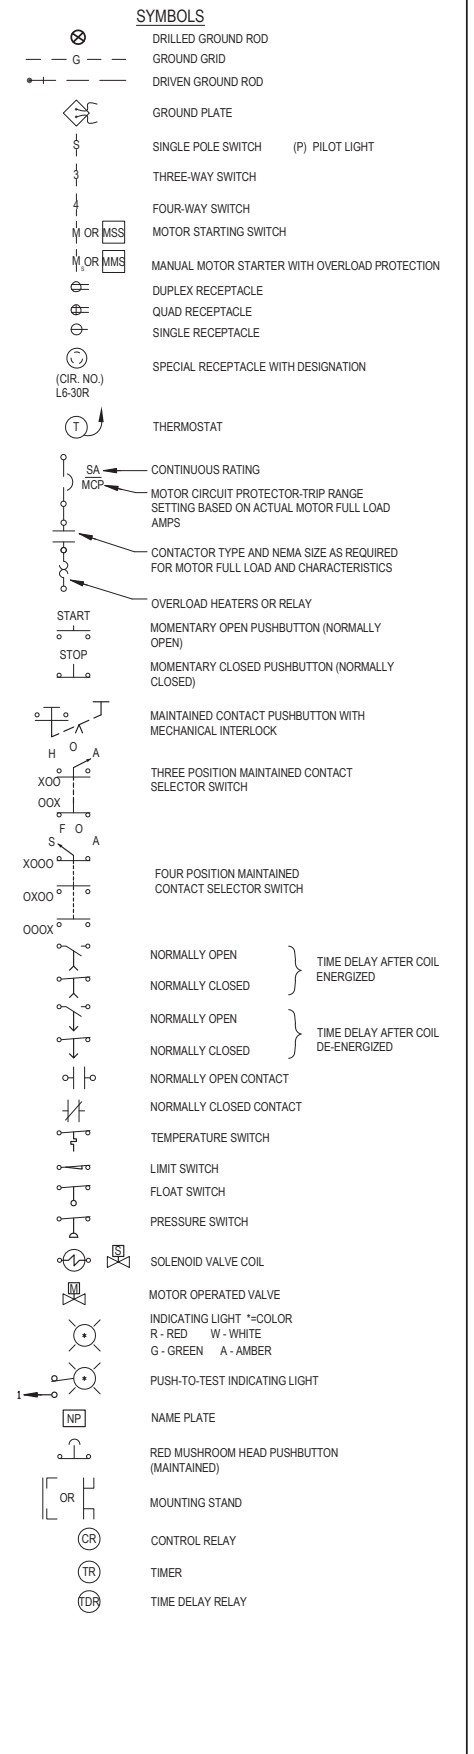 SYMBOLS
DRILLED GROUND ROD
G GROUND GRID
DRIVEN GROUND ROD
GROUND PLATE
S SINGLE POLE SWITCH (P) PILOT LIGHT
3 THREE-WAY SWITCH
4 FOUR-WAY SWITCH
M OR MSS MOTOR STARTING SWITCH
M S OR MMS MANUAL MOTOR STARTER WITH OVERLOAD PROTECTION
DUPLEX RECEPTACLE
QUAD RECEPTACLE
SINGLE RECEPTACLE
SPECIAL RECEPTACLE WITH DESIGNATION
(CIR. NO.)
L6-30R
T THERMOSTAT
SA CONTINUOUS RATING
MCP MOTOR CIRCUIT PROTECTOR-TRIP RANGE
SETTING BASED ON ACTUAL MOTOR FULL LOAD
AMPS
CONTACTOR TYPE AND NEMA SIZE AS REQUIRED
FOR MOTOR FULL LOAD AND CHARACTERISTICS
OVERLOAD HEATERS OR RELAY
START
MOMENTARY OPEN PUSHBUTTON (NORMALLY
OPEN)
STOP
MOMENTARY CLOSED PUSHBUTTON (NORMALLY
CLOSED)
MAINTAINED CONTACT PUSHBUTTON WITH
MECHANICAL INTERLOCK
H O A
THREE POSITION MAINTAINED CONTACT
SELECTOR SWITCH
XOO
OOX
F O
S A
XOOO
FOUR POSITION MAINTAINED
CONTACT SELECTOR SWITCH
OXOO
OOOX
NORMALLY OPEN
TIME DELAY AFTER COIL
ENERGIZED
NORMALLY CLOSED
NORMALLY OPEN
TIME DELAY AFTER COIL
DE-ENERGIZED
NORMALLY CLOSED
NORMALLY OPEN CONTACT
NORMALLY CLOSED CONTACT
TEMPERATURE SWITCH
LIMIT SWITCH
FLOAT SWITCH
PRESSURE SWITCH
S SOLENOID VALVE COIL
M MOTOR OPERATED VALVE
INDICATING LIGHT *=COLOR
* R - RED W - WHITE
G - GREEN A - AMBER
* PUSH-TO-TEST INDICATING LIGHT
1
NP NAME PLATE
RED MUSHROOM HEAD PUSHBUTTON
(MAINTAINED)
OR MOUNTING STAND
CR CONTROL RELAY
TR TIMER
TDR TIME DELAY RELAY